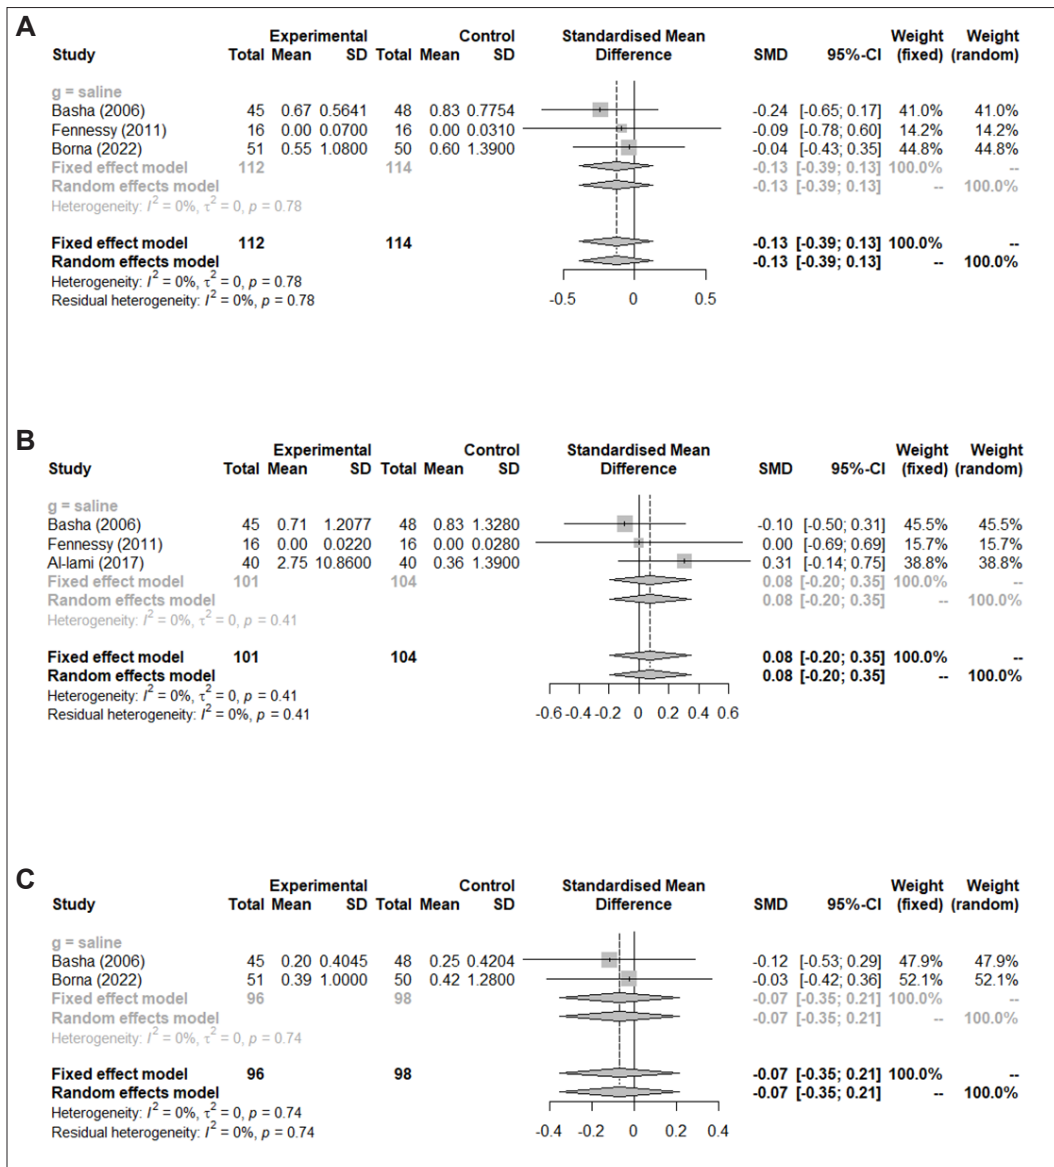 A
Experimental Control Standardised Mean Weight Weight
Study Total Mean SD Total Mean SD Difference SMD 95%-CI (fixed) (random)
g = saline
Basha (2006) 45 0.67 0.5641 48 0.83 0.7754 -0.24 [-0.65; 0.17] 41.0% 41.0%
Fennessy (2011) 16 0.00 0.0700 16 0.00 0.0310 -0.09 [-0.78; 0.60] 14.2% 14.2%
Borna (2022) 51 0.55 1.0800 50 0.60 1.3900 -0.04 [-0.43; 0.35] 44.8% 44.8%
Fixed effect model 112 114 -0.13 [-0.39; 0.13] 100.0% --
Random effects model -0.13 [-0.39; 0.13] -- 100.0%
Heterogeneity: I² = 0%, τ² = 0, p = 0.78
Fixed effect model 112 114 -0.13 [-0.39; 0.13] 100.0% --
Random effects model -0.13 [-0.39; 0.13] -- 100.0%
Heterogeneity: I² = 0%, τ² = 0, p = 0.78
Residual heterogeneity: I² = 0%, p = 0.78
-0.5 0 0.5
B
Experimental Control Standardised Mean Weight Weight
Study Total Mean SD Total Mean SD Difference SMD 95%-CI (fixed) (random)
g = saline
Basha (2006) 45 0.71 1.2077 48 0.83 1.3280 -0.10 [-0.50; 0.31] 45.5% 45.5%
Fennessy (2011) 16 0.00 0.0220 16 0.00 0.0280 0.00 [-0.69; 0.69] 15.7% 15.7%
Al-lami (2017) 40 2.75 10.8600 40 0.36 1.3900 0.31 [-0.14; 0.75] 38.8% 38.8%
Fixed effect model 101 104 0.08 [-0.20; 0.35] 100.0% --
Random effects model 0.08 [-0.20; 0.35] -- 100.0%
Heterogeneity: I² = 0%, τ² = 0, p = 0.41
Fixed effect model 101 104 0.08 [-0.20; 0.35] 100.0% --
Random effects model 0.08 [-0.20; 0.35] -- 100.0%
Heterogeneity: I² = 0%, τ² = 0, p = 0.41
Residual heterogeneity: I² = 0%, p = 0.41
-0.6 -0.4 -0.2 0 0.2 0.4 0.6
C
Experimental Control Standardised Mean Weight Weight
Study Total Mean SD Total Mean SD Difference SMD 95%-CI (fixed) (random)
g = saline
Basha (2006) 45 0.20 0.4045 48 0.25 0.4204 -0.12 [-0.53; 0.29] 47.9% 47.9%
Borna (2022) 51 0.39 1.0000 50 0.42 1.2800 -0.03 [-0.42; 0.36] 52.1% 52.1%
Fixed effect model 96 98 -0.07 [-0.35; 0.21] 100.0% --
Random effects model -0.07 [-0.35; 0.21] -- 100.0%
Heterogeneity: I² = 0%, τ² = 0, p = 0.74
Fixed effect model 96 98 -0.07 [-0.35; 0.21] 100.0% --
Random effects model -0.07 [-0.35; 0.21] -- 100.0%
Heterogeneity: I² = 0%, τ² = 0, p = 0.74
Residual heterogeneity: I² = 0%, p = 0.74
-0.4 -0.2 0 0.2 0.4